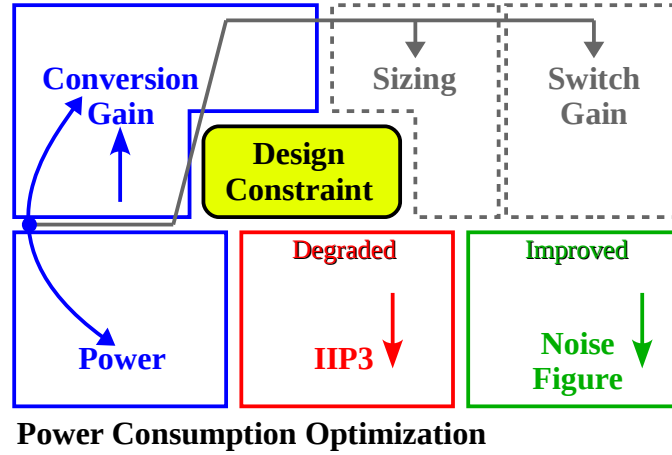 Conversion
Gain
Sizing
Switch
Gain
Design
Constraint
Degraded
Improved
Power
IIP3
Noise
Figure
Power Consumption Optimization